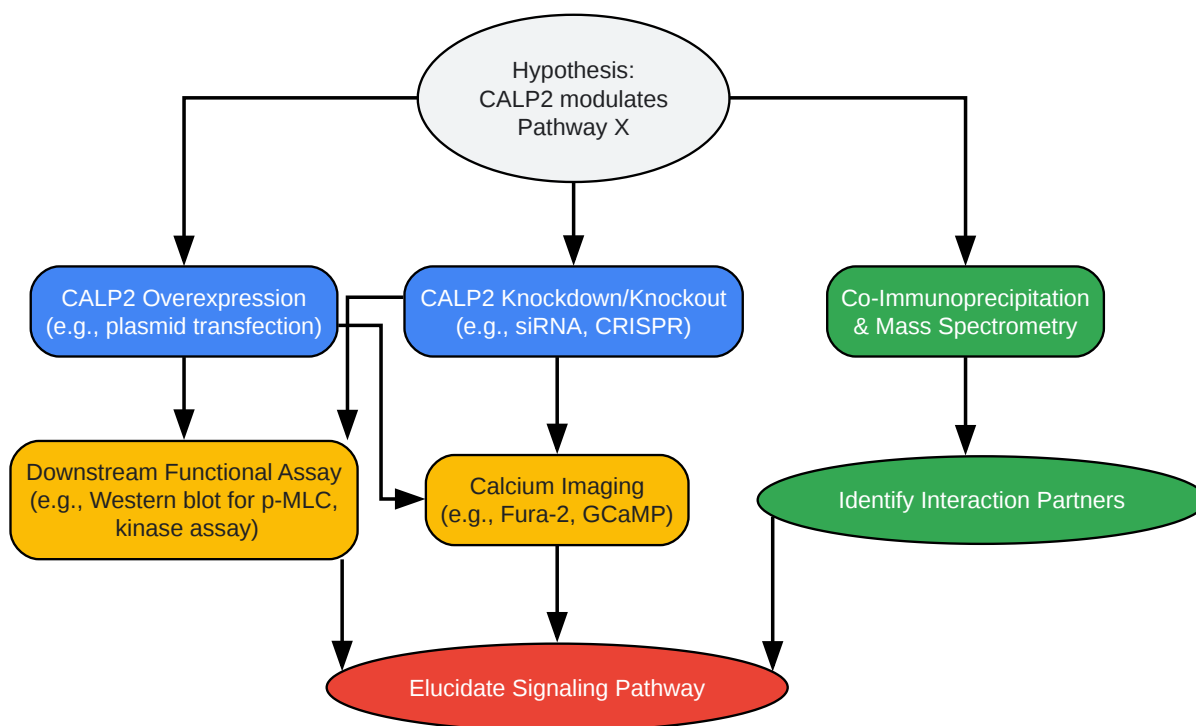 Hypothesis:
CALP2 modulates
Pathway X
CALP2 Overexpression
(e.g., plasmid transfection)
CALP2 Knockdown/Knockout
(e.g., siRNA, CRISPR)
Co-Immunoprecipitation
& Mass Spectrometry
Downstream Functional Assay
(e.g., Western blot for p-MLC,
kinase assay)
Calcium Imaging
(e.g., Fura-2, GCaMP)
Identify Interaction Partners
Elucidate Signaling Pathway